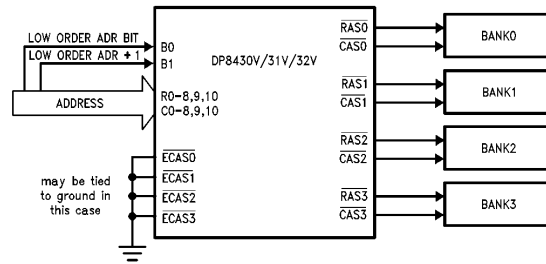 LOW ORDER ADR BIT
LOW ORDER ADR + 1
ADDRESS
B0
B1
R0-8,9,10
C0-8,9,10
DP8430V/31V/32V
ECAS0
ECAS1
ECAS2
ECAS3
may be tied
to ground in
this case
RAS0
CAS0
BANK0
RAS1
CAS1
BANK1
RAS2
CAS2
BANK2
RAS3
CAS3
BANK3